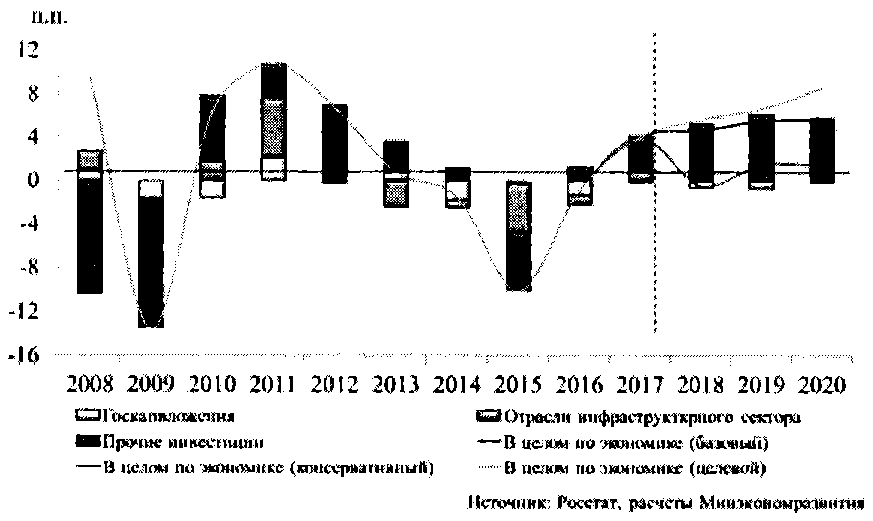 п.п.
12
8
4
0
-4
-8
-12
-16
2008 2009 2010 2011 2012 2013 2014 2015 2016 2017 2018 2019 2020
Госкапвложения
Отрасли инфраструкткрного сектора
Прочие инвестиции
В целом по экономике (базовый)
В целом по экономике (консервативный)
В целом по экономике (целевой)
Источник: Росстат, расчеты Минэкономразвития